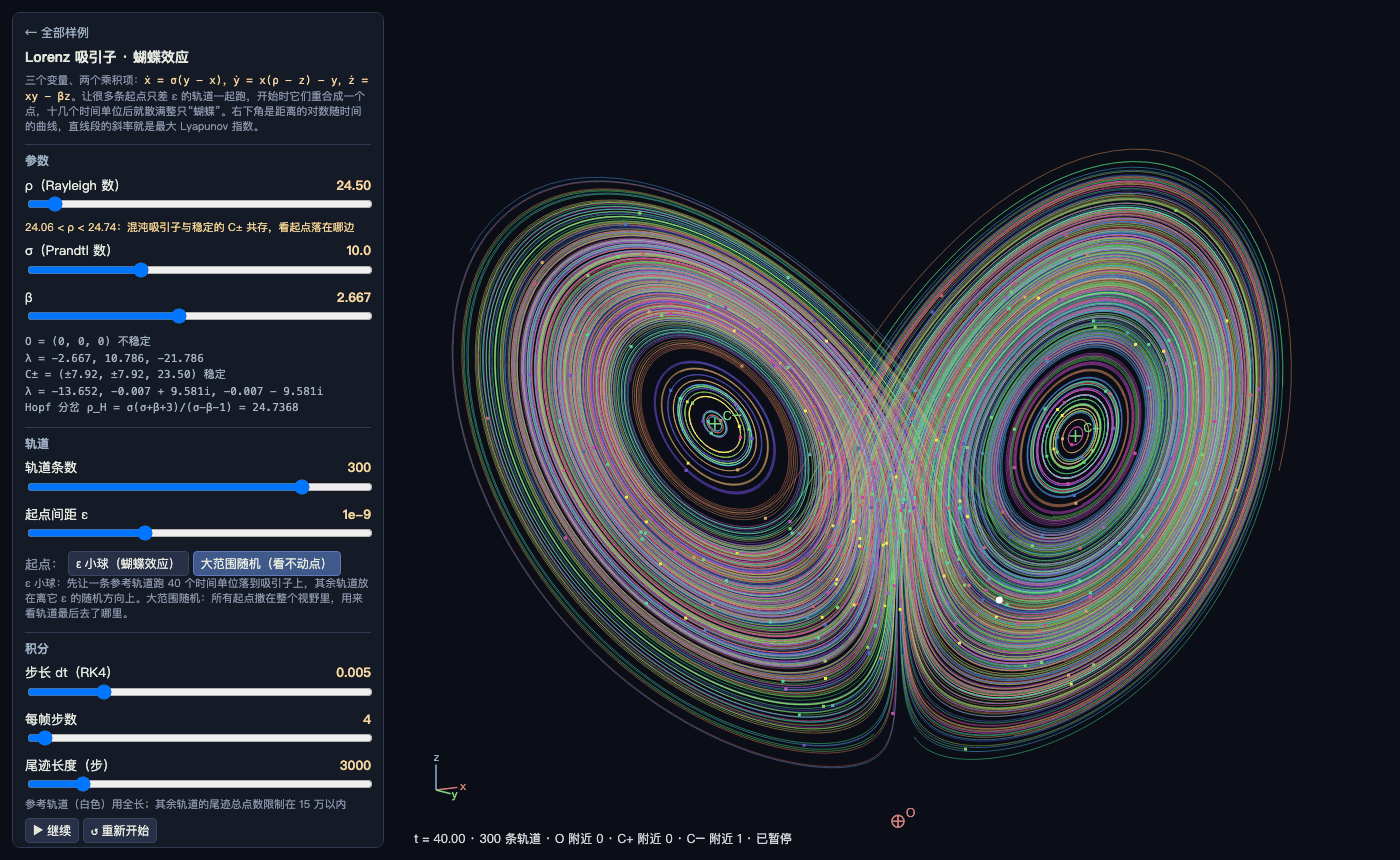 ← 全部样例
Lorenz 吸引子 · 蝴蝶效应
三个变量、两个乘积项：ẋ = σ(y − x), ẏ = x(ρ − z) − y, ż =
xy − βz。让很多条起点只差 ε 的轨道一起跑，开始时它们重合成一个
点，十几个时间单位后就散满整只“蝴蝶”。右下角是距离的对数随时间
的曲线，直线段的斜率就是最大 Lyapunov 指数。
参数
ρ（Rayleigh 数） 24.50
24.06 < ρ < 24.74：混沌吸引子与稳定的 C± 共存，看起点落在哪边
σ（Prandtl 数） 10.0
β 2.667
O = (0, 0, 0) 不稳定
λ = −2.667, 10.786, −21.786
C± = (±7.92, ±7.92, 23.50) 稳定
λ = −13.652, −0.007 + 9.581i, −0.007 − 9.581i
Hopf 分岔 ρ_H = σ(σ+β+3)/(σ−β−1) = 24.7368
轨道
轨道条数 300
起点间距 ε 1e−9
起点： ε 小球（蝴蝶效应） 大范围随机（看不动点）
ε 小球：先让一条参考轨道跑 40 个时间单位落到吸引子上，其余轨道放
在离它 ε 的随机方向上。大范围随机：所有起点撒在整个视野里，用来
看轨道最后去了哪里。
积分
步长 dt（RK4） 0.005
每帧步数 4
尾迹长度（步） 3000
参考轨道（白色）用全长；其余轨道的尾迹总点数限制在 15 万以内
▶ 继续 ↺ 重新开始
C−
C+
z
x
y
O
t = 40.00 · 300 条轨道 · O 附近 0 · C+ 附近 0 · C− 附近 1 · 已暂停